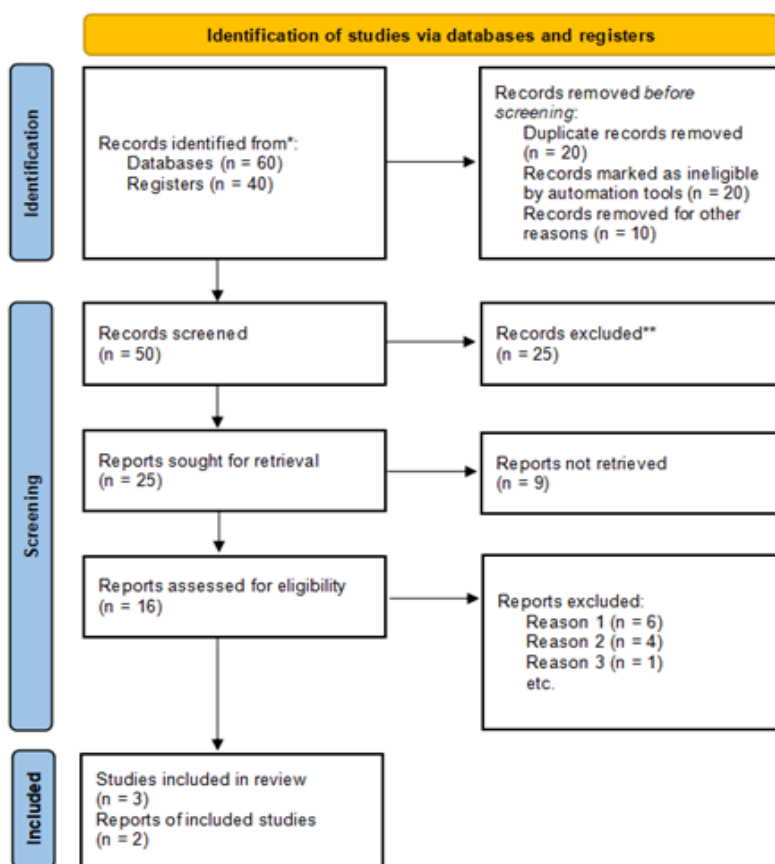 Identification of studies via databases and registers
Identification
Records identified from*:
Databases (n = 60)
Registers (n = 40)
Records removed before
screening:
Duplicate records removed
(n = 20)
Records marked as ineligible
by automation tools (n = 20)
Records removed for other
reasons (n = 10)
Screening
Records screened
(n = 50)
Records excluded**
(n = 25)
Reports sought for retrieval
(n = 25)
Reports not retrieved
(n = 9)
Reports assessed for eligibility
(n = 16)
Reports excluded:
Reason 1 (n = 6)
Reason 2 (n = 4)
Reason 3 (n = 1)
etc.
Included
Studies included in review
(n = 3)
Reports of included studies
(n = 2)